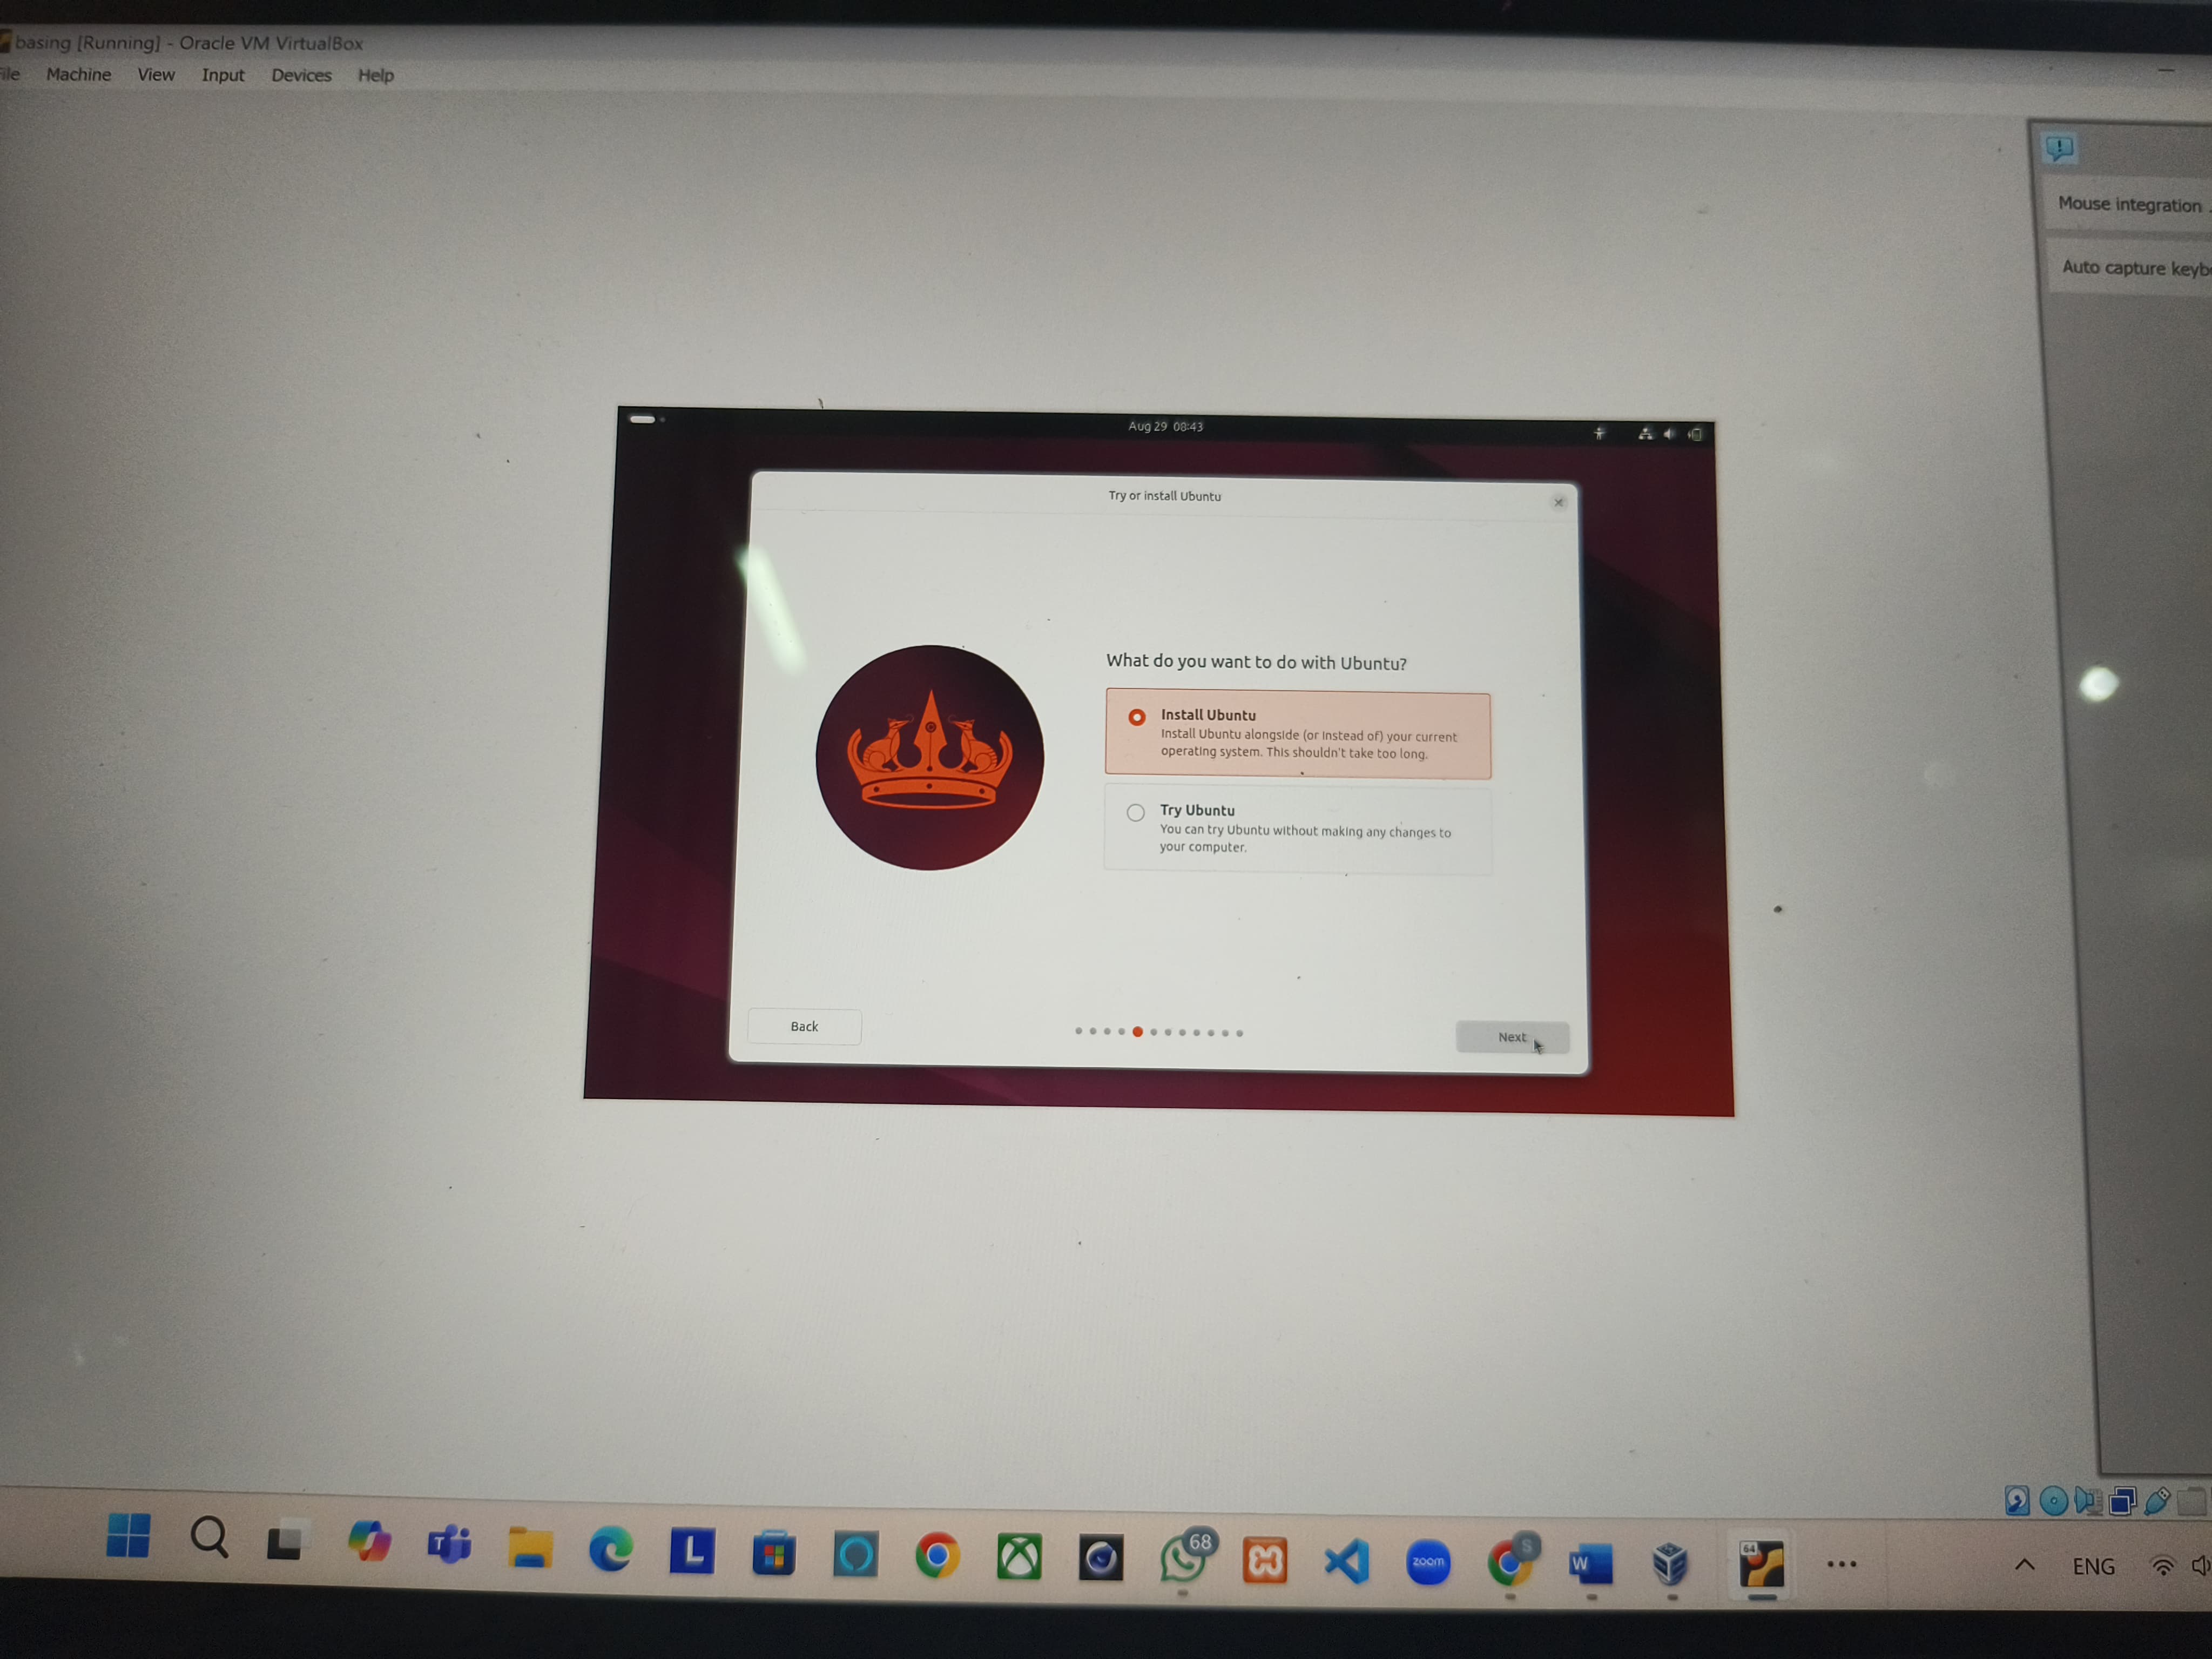 basing [Running] - Oracle VM VirtualBox
File Machine View Input Devices Help
Mouse integration
Auto capture
Aug 29 08:43
Try or install Ubuntu
What do you want to do with Ubuntu?
Install Ubuntu
Install Ubuntu alongside (or instead of) your current
operating system. This shouldn't take too long.
Try Ubuntu
You can try Ubuntu without making any changes to
your computer.
Back
Next
T
L
68
zoom
S
W
64
ENG